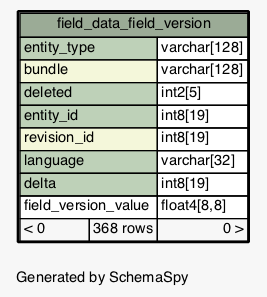 field_data_field_version
entity_type varchar[128]
bundle varchar[128]
deleted int2[5]
entity_id int8[19]
revision_id int8[19]
language varchar[32]
delta int8[19]
field_version_value float4[8,8]
< 0 368 rows 0 >
Generated by SchemaSpy